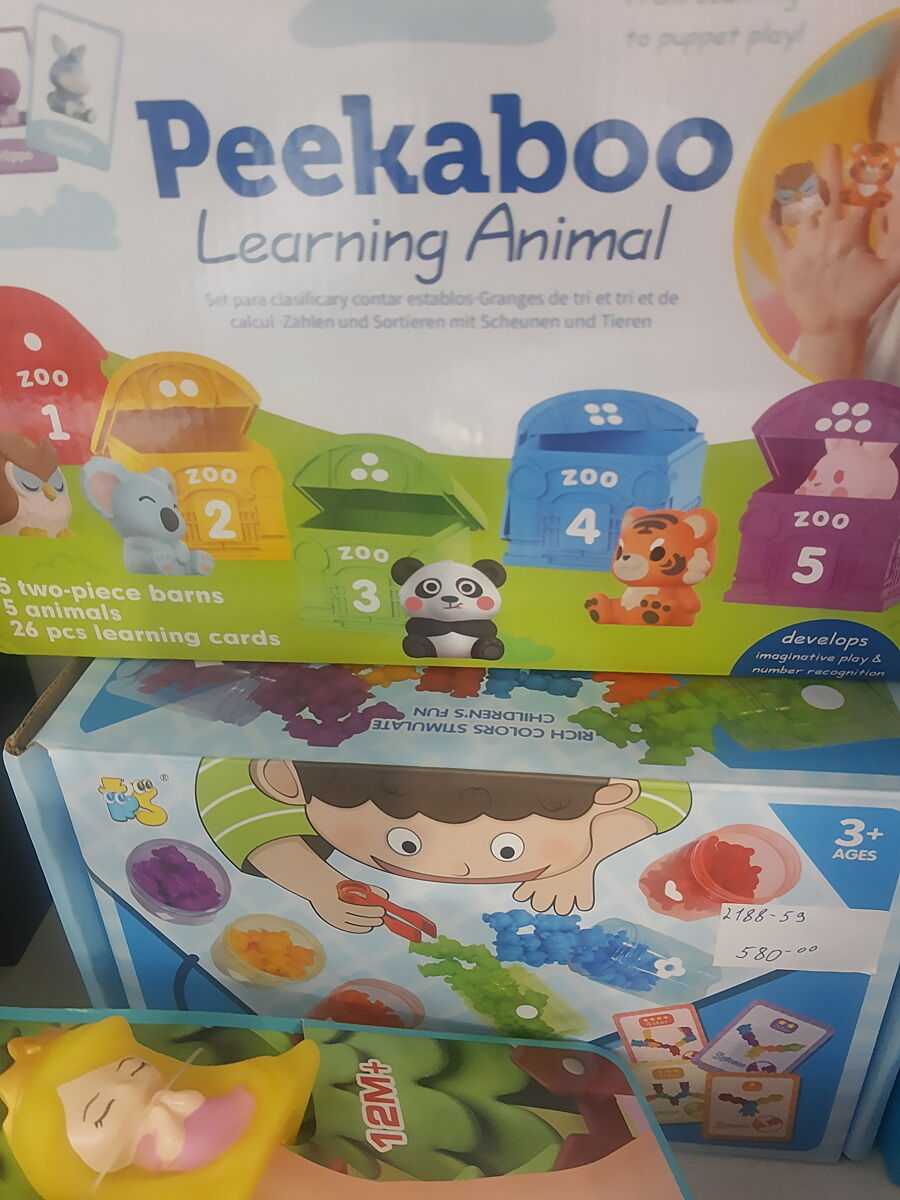 to puppet play!
Peekaboo
Learning Animal
Set para clasificary contar establos·Granges de tri et tri et de
calcul ·Zählen und Sortieren mit Scheunen und Tieren
ZOO
1
ZOO
2
ZOO
3
ZOO
4
ZOO
5
5 two-piece barns
5 animals
26 pcs learning cards
develops
imaginative play &
number recognition
RICH COLORS STIMULATE
CHILDREN'S FUN
®
3+
AGES
2188-59
580-00
12M+